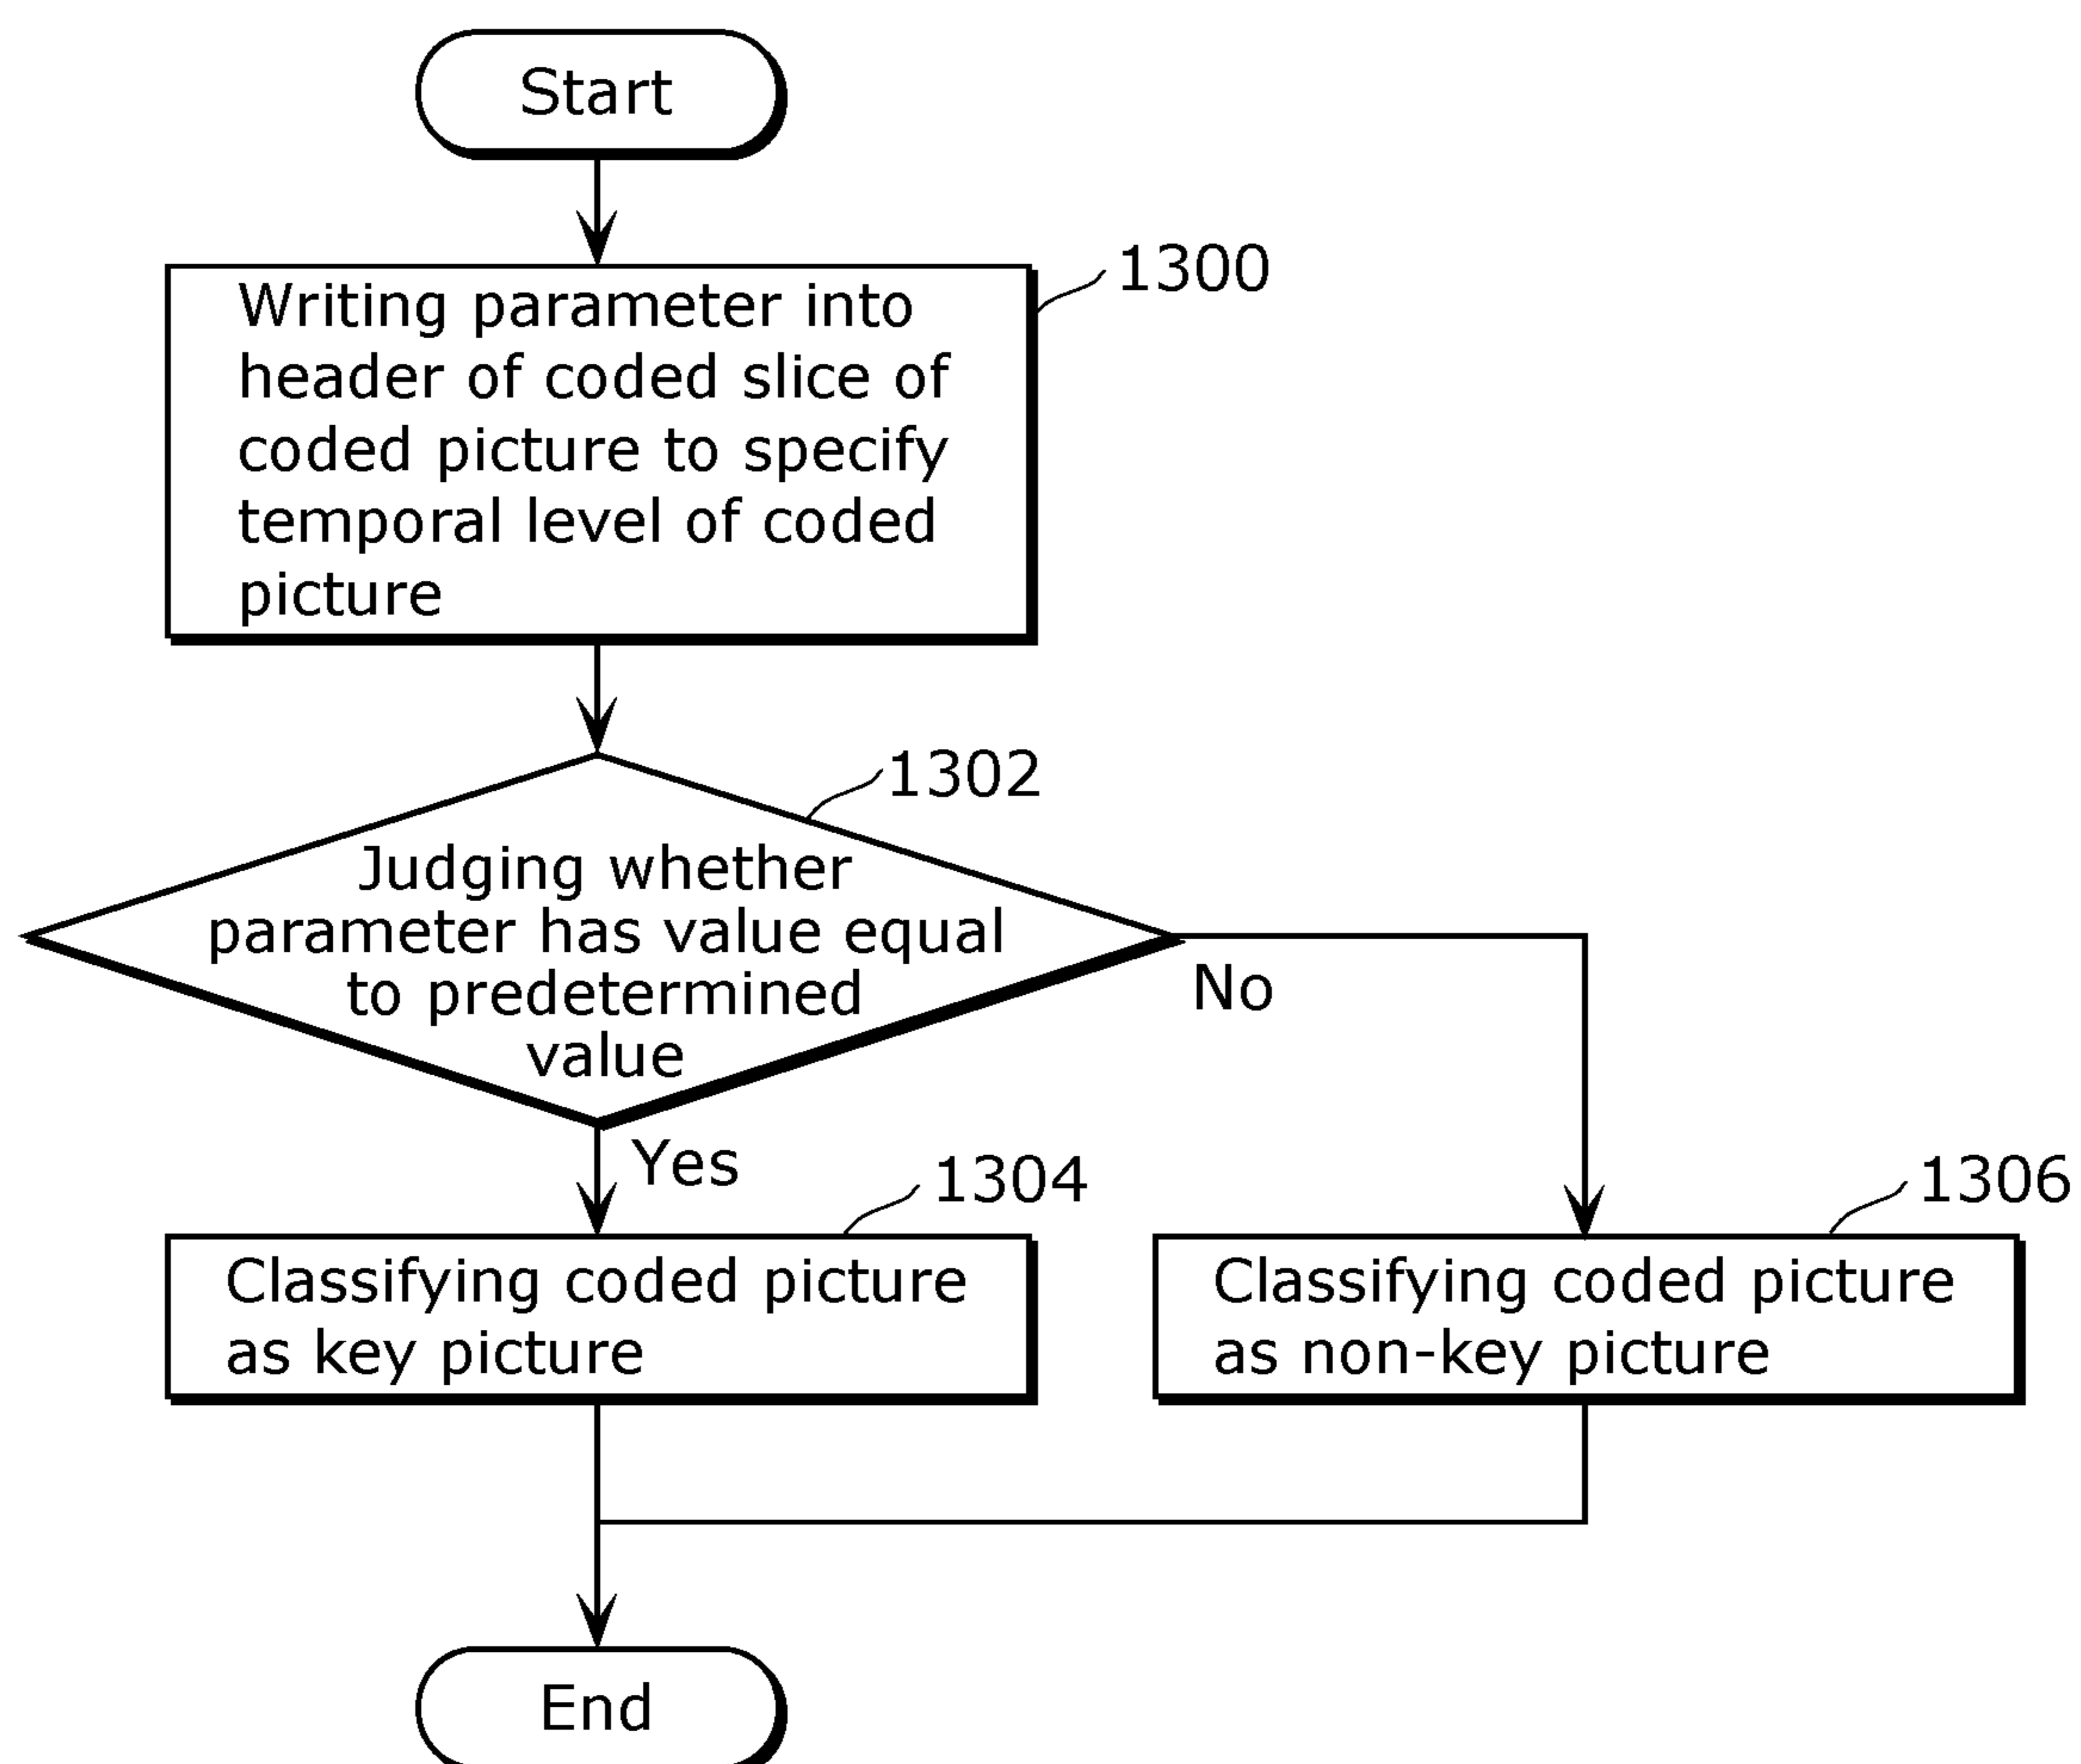 Start
1300
Writing parameter into
header of coded slice of
coded picture to specify
temporal level of coded
picture
1302
Judging whether
parameter has value equal
to predetermined
value
No
Yes
1304
Classifying coded picture
as key picture
1306
Classifying coded picture
as non-key picture
End